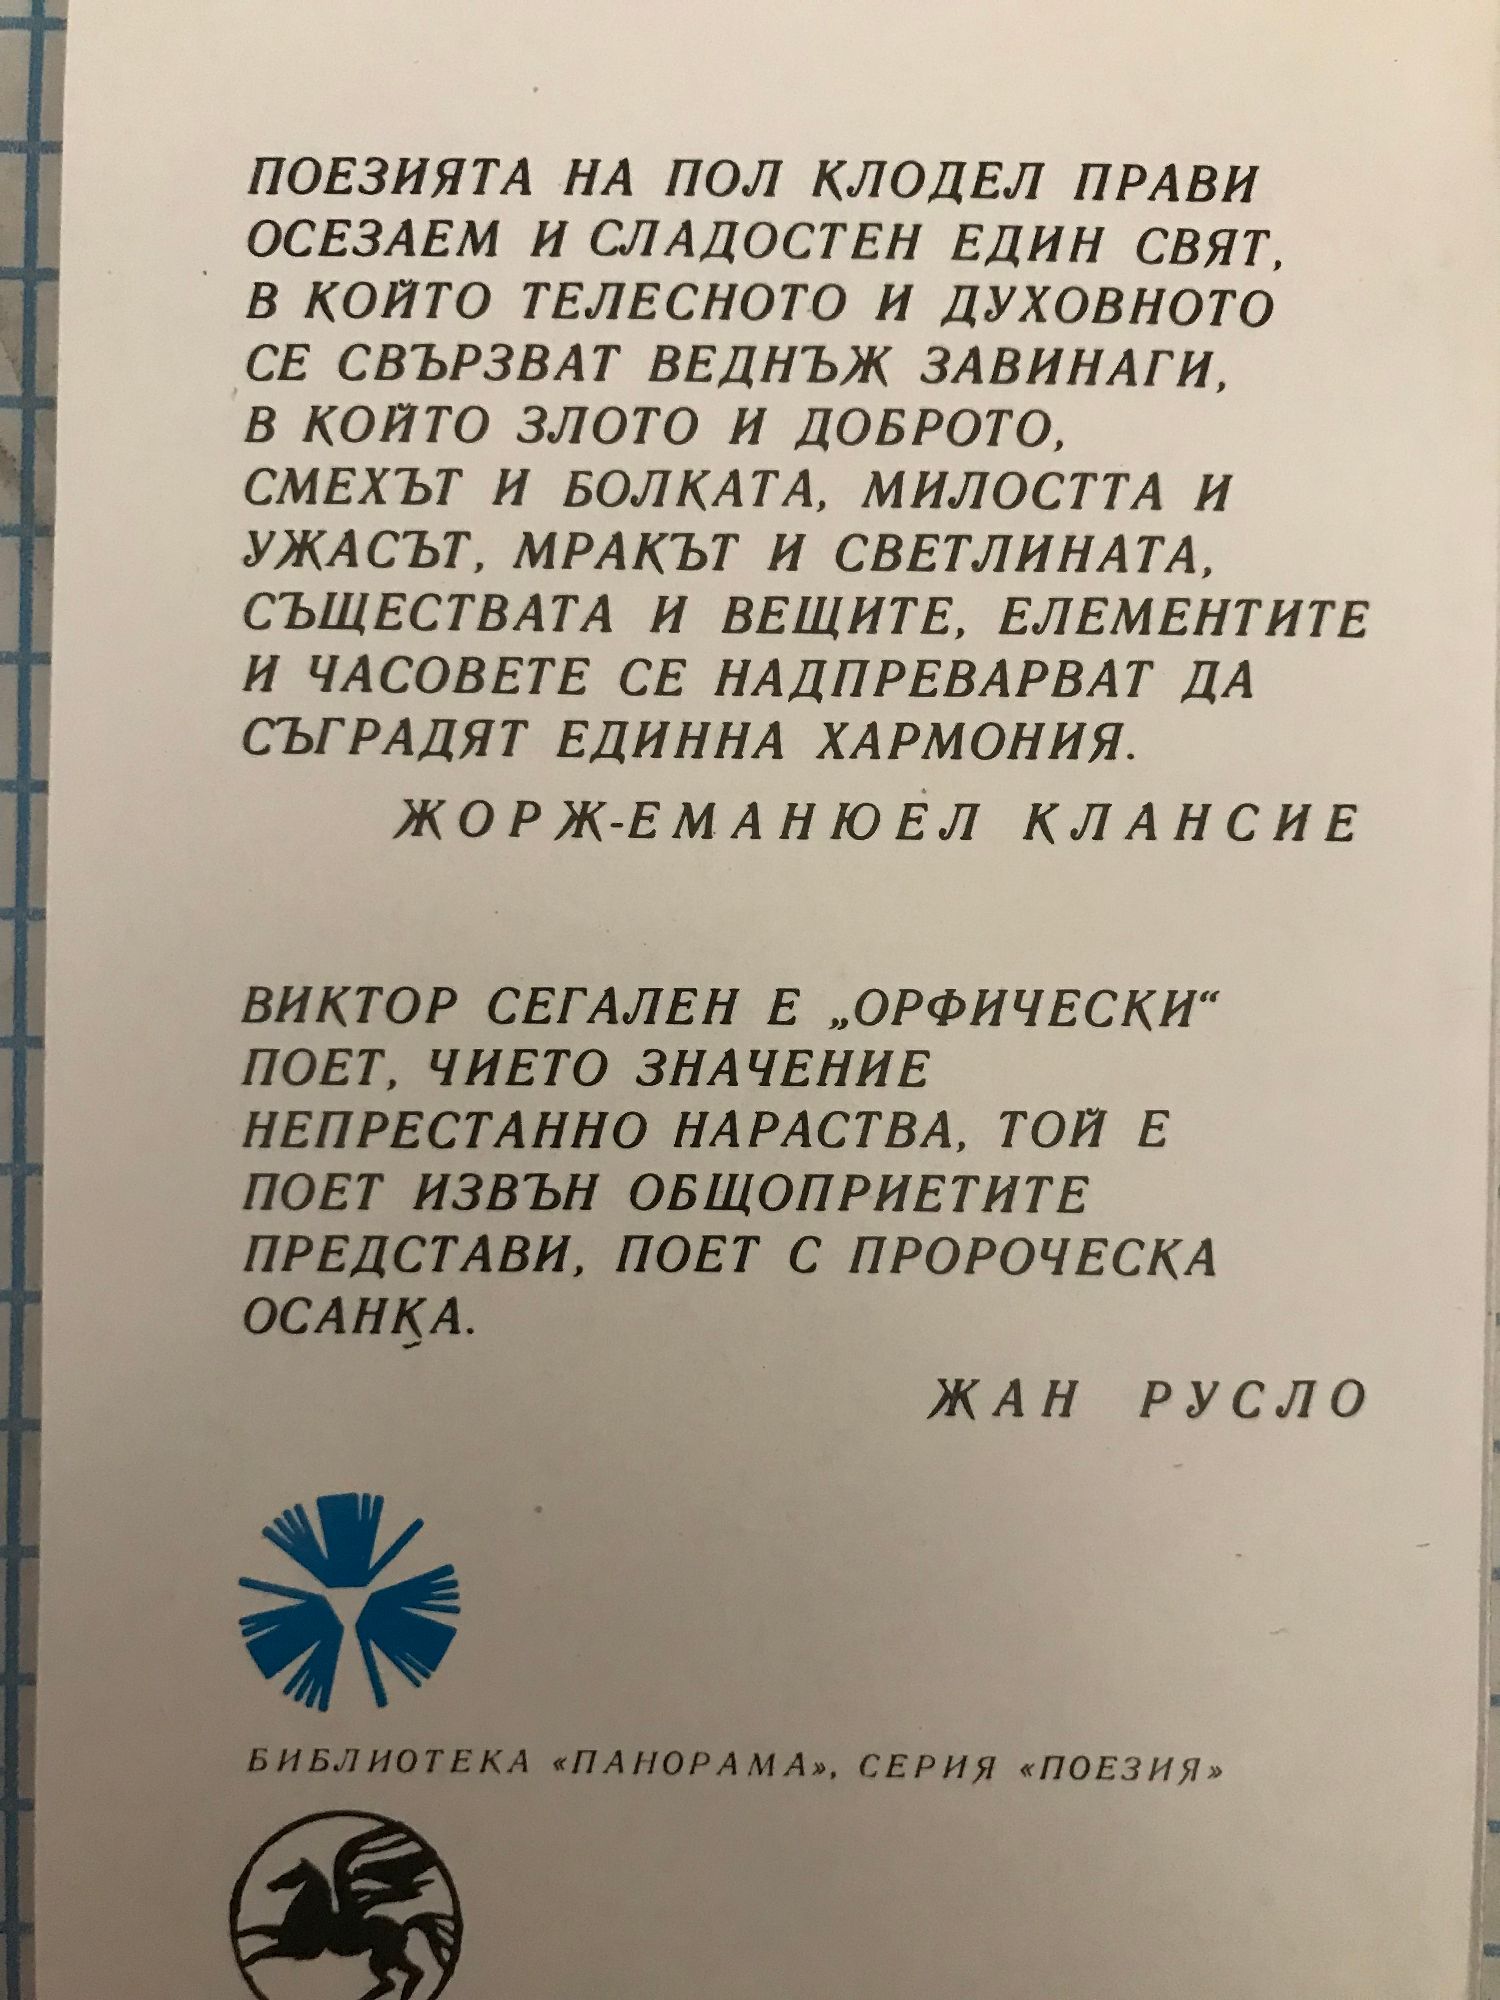 ПОЕЗИЯТА НА ПОЛ КЛОДЕЛ ПРАВИ
ОСЕЗАЕМ И СЛАДОСТЕН ЕДИН СВЯТ,
В КОЙТО ТЕЛЕСНОТО И ДУХОВНОТО
СЕ СВЪРЗВАТ ВЕДНЪЖ ЗАВИНАГИ,
В КОЙТО ЗЛОТО И ДОБРОТО,
СМЕХЪТ И БОЛКАТА, МИЛОСТТА И
УЖАСЪТ, МРАКЪТ И СВЕТЛИНАТА,
СЪЩЕСТВАТА И ВЕЩИТЕ, ЕЛЕМЕНТИТЕ
И ЧАСОВЕТЕ СЕ НАДПРЕВАРВАТ ДА
СЪГРАДЯТ ЕДИННА ХАРМОНИЯ.
ЖОРЖ-ЕМАНЮЕЛ КЛАНСИЕ
ВИКТОР СЕГАЛЕН Е „ОРФИЧЕСКИ“
ПОЕТ, ЧИЕТО ЗНАЧЕНИЕ
НЕПРЕСТАННО НАРАСТВА, ТОЙ Е
ПОЕТ ИЗВЪН ОБЩОПРИЕТИТЕ
ПРЕДСТАВИ, ПОЕТ С ПРОРОЧЕСКА
ОСАНКА.
ЖАН РУСЛО
БИБЛИОТЕКА «ПАНОРАМА», СЕРИЯ «ПОЕЗИЯ»